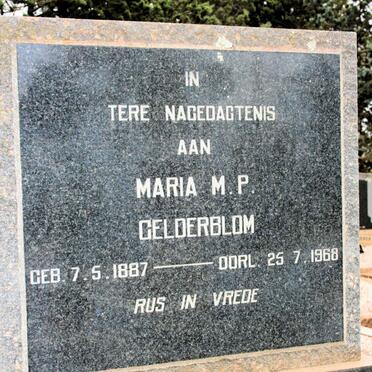 IN
TERE NAGEDAGTENIS
AAN
MARIA M.P.
GELDERBLOM
GEB. 7.5.1887 — OORL. 25 7.1968
RUS IN VREDE